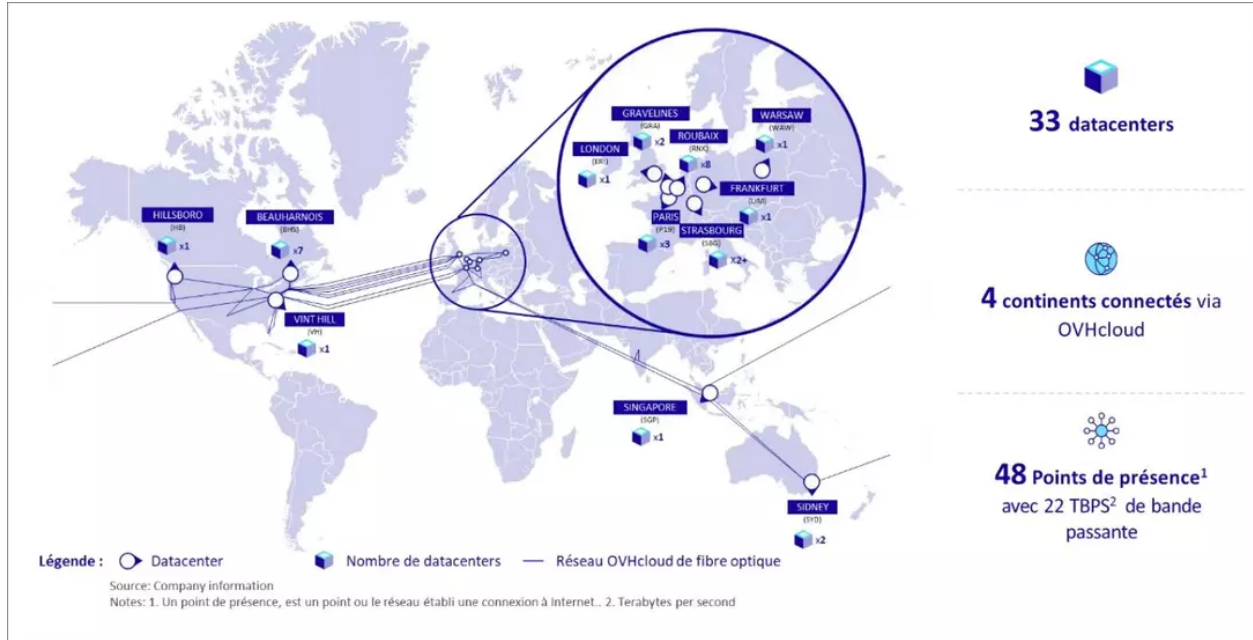 GRAVELINES
(GRA)
x2
WARSAW
(WAW)
x1
ROUBAIX
(RNX)
x8
LONDON
x1
FRANKFURT
(LIM)
x1
PARIS
(P19)
x3
STRASBOURG
(SBG)
X2+
HILLSBORO
x1
BEAUHARNOIS
(BHS)
x7
VINT HILL
(VH)
x1
SINGAPORE
(SGP)
x1
SIDNEY
(SYD)
x2
33 datacenters
4 continents connectés via
OVHcloud
48 Points de présence1
avec 22 TBPS2 de bande
passante
Légende :
Datacenter
Nombre de datacenters
Réseau OVHcloud de fibre optique
Source: Company information
Notes: 1. Un point de présence, est un point ou le réseau établi une connexion à Internet.. 2. Terabytes per second